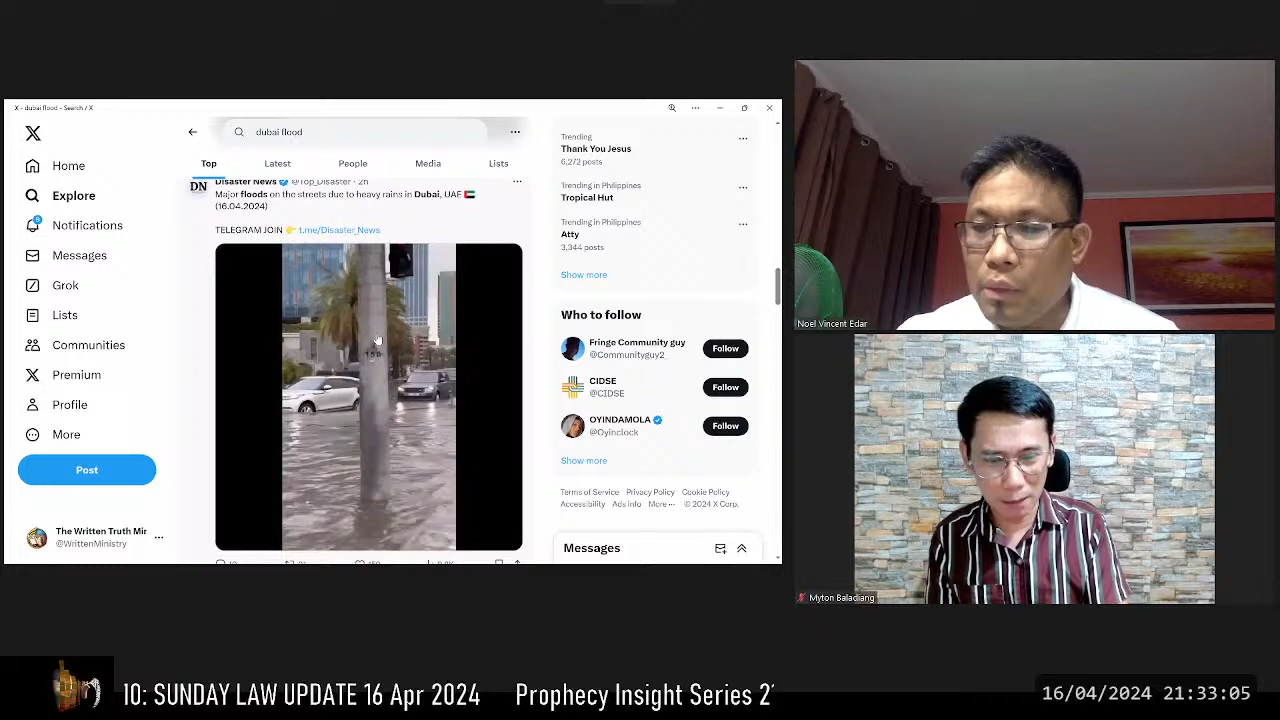 X - dubai flood - Search / X
Home
Explore
9
Notifications
Messages
Grok
Lists
Communities
Premium
Profile
More
Post
The Written Truth Mir
@WrittenMinistry
dubai flood
Top Latest People Media Lists
DN
Disaster News @Top_Disaster · 2h
Major floods on the streets due to heavy rains in Dubai, UAE 🇦🇪
(16.04.2024)
TELEGRAM JOIN 👉 t.me/Disaster_News
Trending
Thank You Jesus
6,272 posts
Trending in Philippines
Tropical Hut
Trending in Philippines
Atty
3,344 posts
Show more
Who to follow
Fringe Community guy
@Communityguy2_
Follow
CIDSE
@CIDSE
Follow
OYINDAMOLA
@Oyinclock
Follow
Show more
Terms of Service Privacy Policy Cookie Policy
Accessibility Ads info More ··· © 2024 X Corp.
Messages
Noel Vincent Edar
Myton Baladiang
10: SUNDAY LAW UPDATE 16 Apr 2024 Prophecy Insight Series
16/04/2024 21:33:05